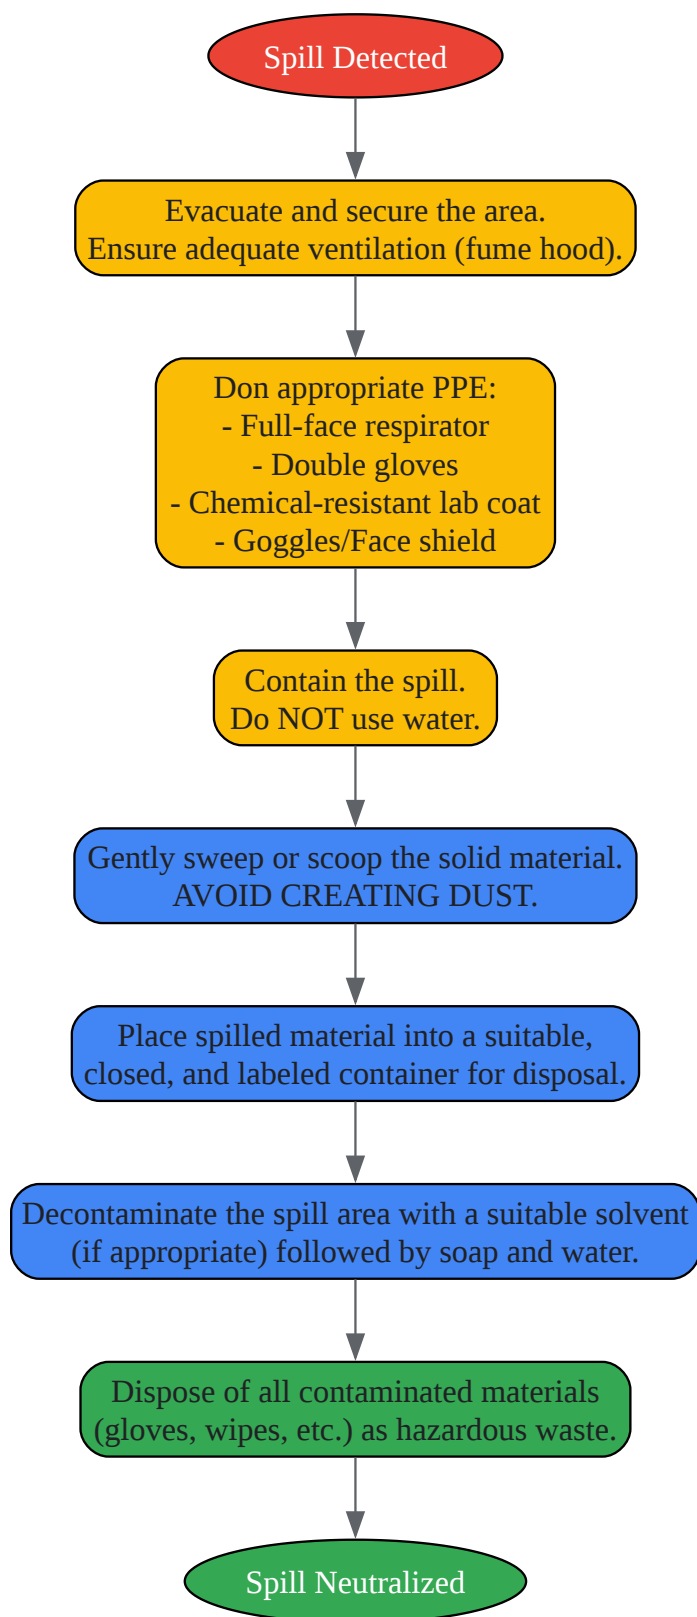 Spill Detected
Evacuate and secure the area.
Ensure adequate ventilation (fume hood).
Don appropriate PPE:
- Full-face respirator
- Double gloves
- Chemical-resistant lab coat
- Goggles/Face shield
Contain the spill.
Do NOT use water.
Gently sweep or scoop the solid material.
AVOID CREATING DUST.
Place spilled material into a suitable,
closed, and labeled container for disposal.
Decontaminate the spill area with a suitable solvent
(if appropriate) followed by soap and water.
Dispose of all contaminated materials
(gloves, wipes, etc.) as hazardous waste.
Spill Neutralized